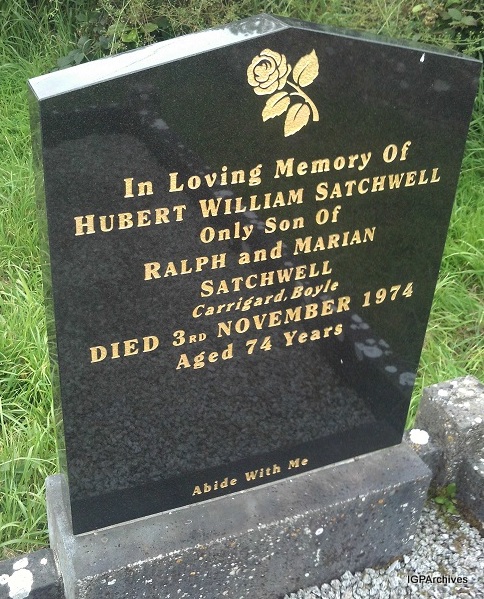 In Loving Memory Of
HUBERT WILLIAM SATCHWELL
Only Son Of
RALPH and MARIAN
SATCHWELL
Carrigard, Boyle
DIED 3RD NOVEMBER 1974
Aged 74 Years
Abide With Me
IGPArchives